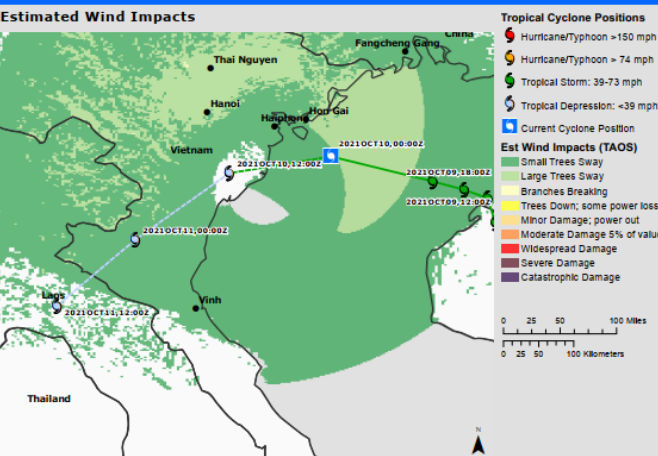 Estimated Wind Impacts
China
Fangcheng Gang
Thai Nguyen
Hanoi
Haiphong
Hon Gai
Vietnam
2021OCT10,00:00Z
2021OCT10,12:00Z
2021OCT09,18:00Z
2021OCT09,12:00Z
2021OCT11,00:00Z
Laos
2021OCT11,12:00Z
Vinh
Thailand
N
Tropical Cyclone Positions
Hurricane/Typhoon >150 mph
Hurricane/Typhoon > 74 mph
Tropical Storm: 39-73 mph
Tropical Depression: <39 mph
Current Cyclone Position
Est Wind Impacts (TAOS)
Small Trees Sway
Large Trees Sway
Branches Breaking
Trees Down; some power loss
Minor Damage; power out
Moderate Damage 5% of valu
Widespread Damage
Severe Damage
Catastrophic Damage
0 25 50 100 Miles
0 25 50 100 Kilometers